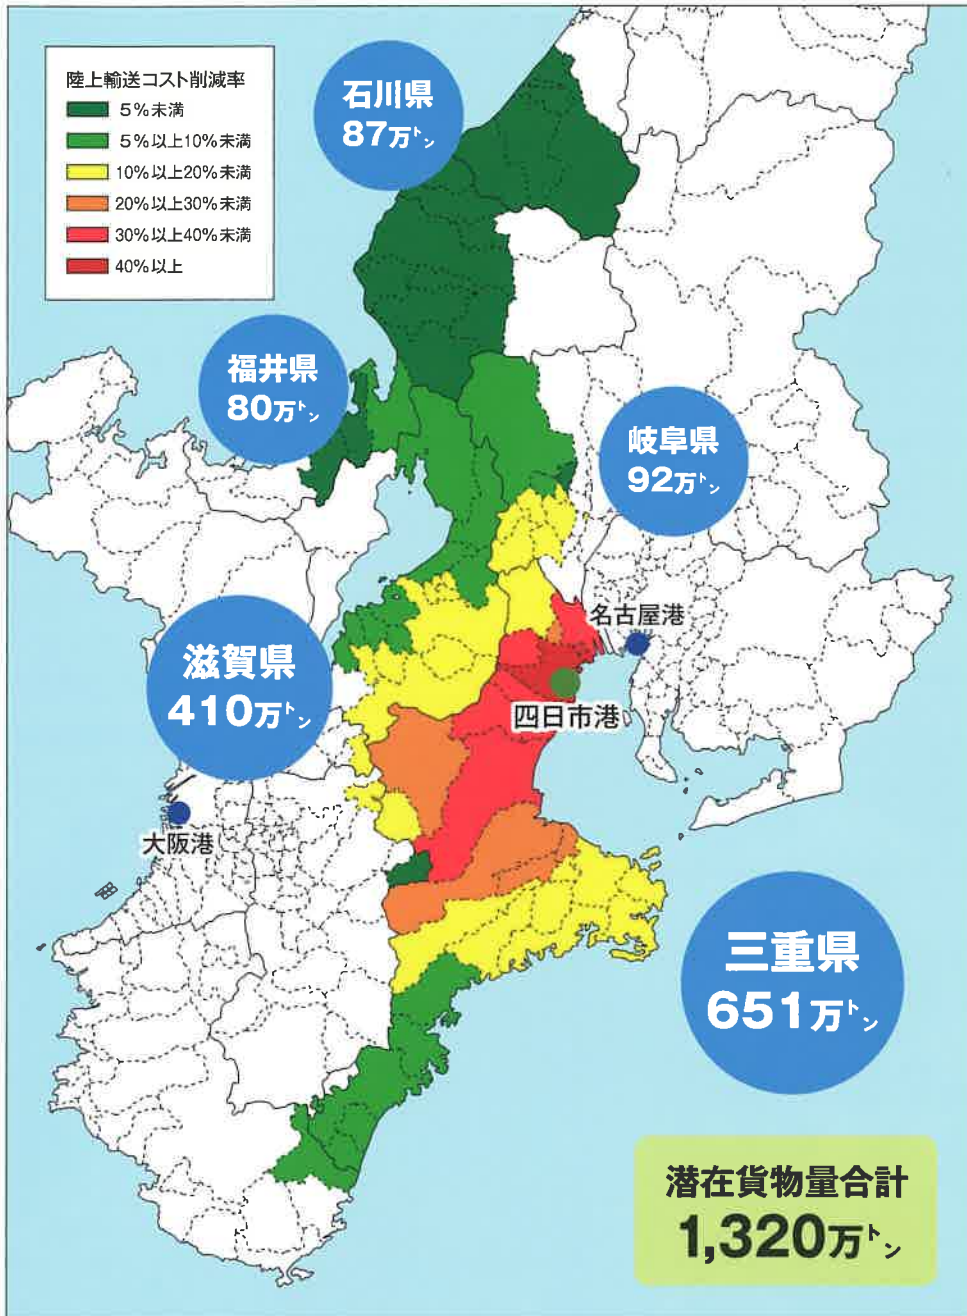 陸上輸送コスト削減率
5%未満
5%以上10%未満
10%以上20%未満
20%以上30%未満
30%以上40%未満
40%以上
石川県
87万トン
福井県
80万トン
岐阜県
92万トン
名古屋港
滋賀県
410万トン
四日市港
大阪港
三重県
651万トン
潜在貨物量合計
1,320万トン